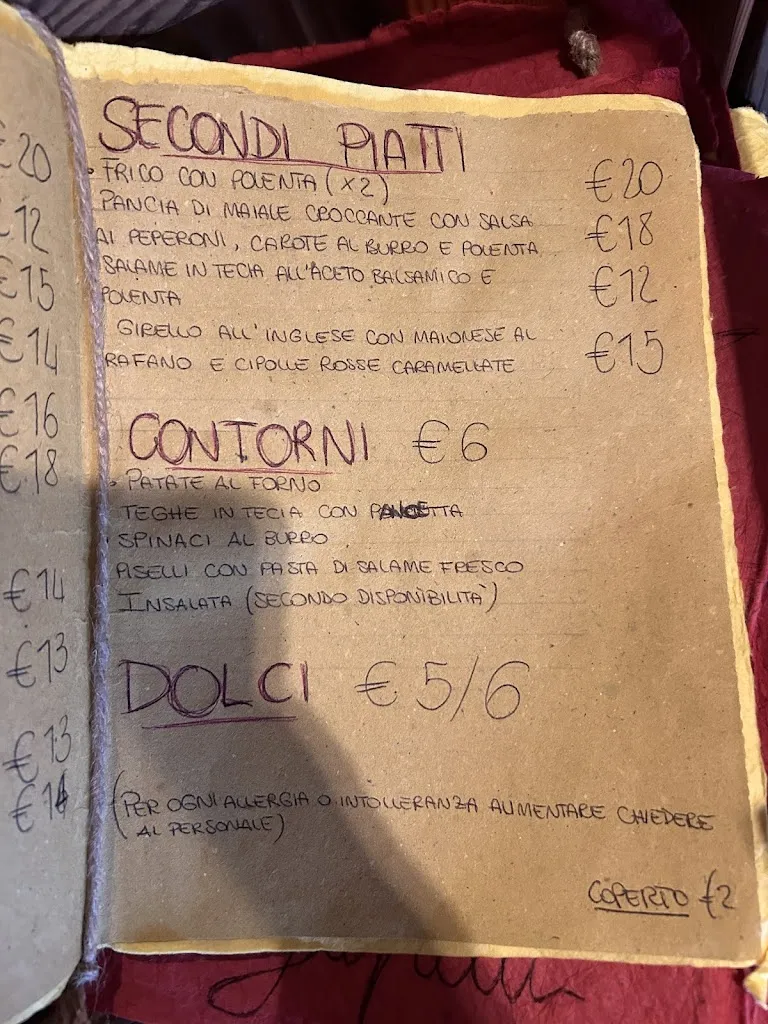 €20
€12
€15
€14
€16
€18
€14
€13
€13
€14
SECONDI PIATTI
FRICO CON POLENTA (X2) €20
PANCIA DI MAIALE CROCCANTE CON SALSA
AI PEPERONI, CAROTE AL BURRO E POLENTA €18
SALAME IN TECIA ALL'ACETO BALSAMICO E
POLENTA €12
GIRELLO ALL'INGLESE CON MAIONESE AL
RAFANO E CIPOLLE ROSSE CARAMELLATE €15
CONTORNI €6
PATATE AL FORNO
TEGHE IN TECIA CON PANCETTA
SPINACI AL BURRO
PISELLI CON PASTA DI SALAME FRESCO
INSALATA (SECONDO DISPONIBILITÀ)
DOLCI €5/6
(PER OGNI ALLERGIA O INTOLLERANZA ALIMENTARE CHIEDERE
AL PERSONALE)
COPERTO €2